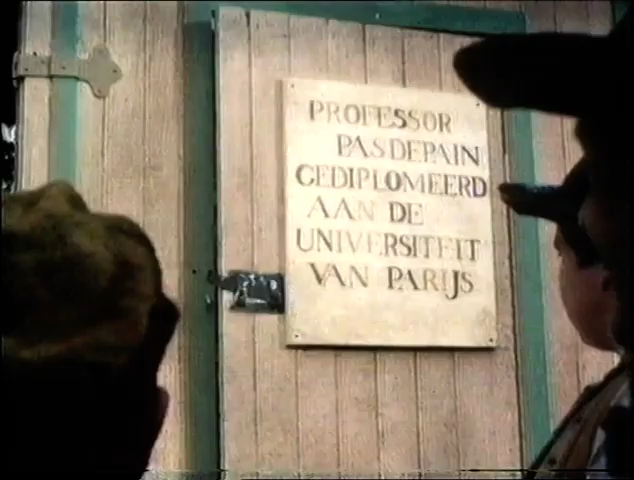 PROFESSOR
PASDEPAIN
GEDIPLOMEERD
AAN DE
UNIVERSITEIT
VAN PARIJS